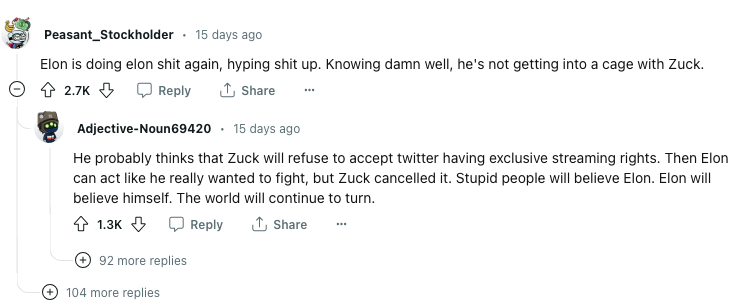 Peasant_Stockholder · 15 days ago
Elon is doing elon shit again, hyping shit up. Knowing damn well, he's not getting into a cage with Zuck.
2.7K Reply Share ...
Adjective-Noun69420 · 15 days ago
He probably thinks that Zuck will refuse to accept twitter having exclusive streaming rights. Then Elon
can act like he really wanted to fight, but Zuck cancelled it. Stupid people will believe Elon. Elon will
believe himself. The world will continue to turn.
1.3K Reply Share ...
92 more replies
104 more replies